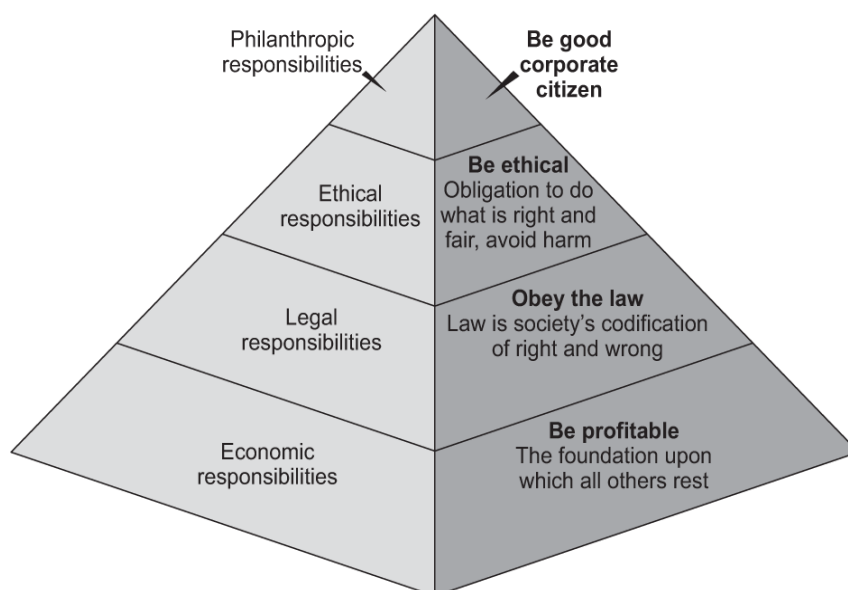 Philanthropic
responsibilities
Be good
corporate
citizen
Ethical
responsibilities
Be ethical
Obligation to do
what is right and
fair, avoid harm
Legal
responsibilities
Obey the law
Law is society's codification
of right and wrong
Economic
responsibilities
Be profitable
The foundation upon
which all others rest